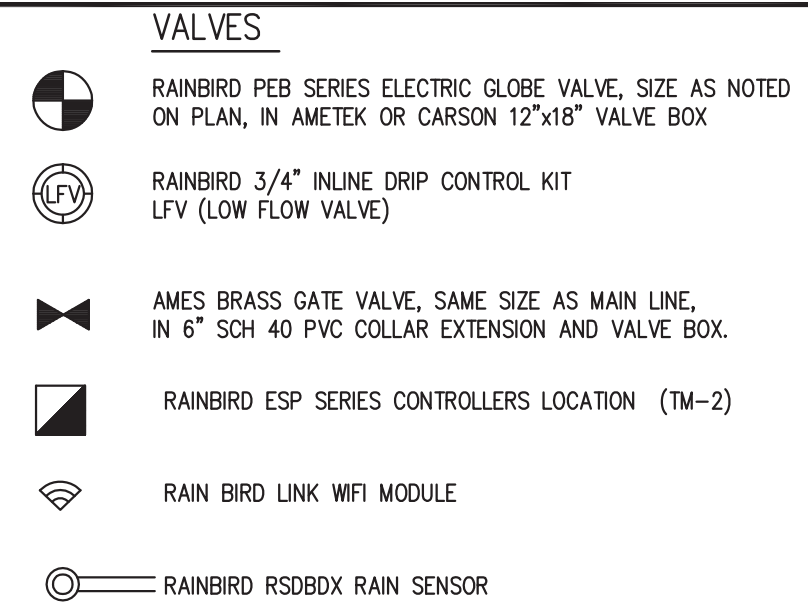 VALVES
RAINBIRD PEB SERIES ELECTRIC GLOBE VALVE, SIZE AS NOTED
ON PLAN, IN AMETEK OR CARSON 12"x18" VALVE BOX
LFV
RAINBIRD 3/4" INLINE DRIP CONTROL KIT
LFV (LOW FLOW VALVE)
AMES BRASS GATE VALVE, SAME SIZE AS MAIN LINE,
IN 6" SCH 40 PVC COLLAR EXTENSION AND VALVE BOX.
RAINBIRD ESP SERIES CONTROLLERS LOCATION (TM-2)
RAIN BIRD LINK WIFI MODULE
RAINBIRD RSDBDX RAIN SENSOR